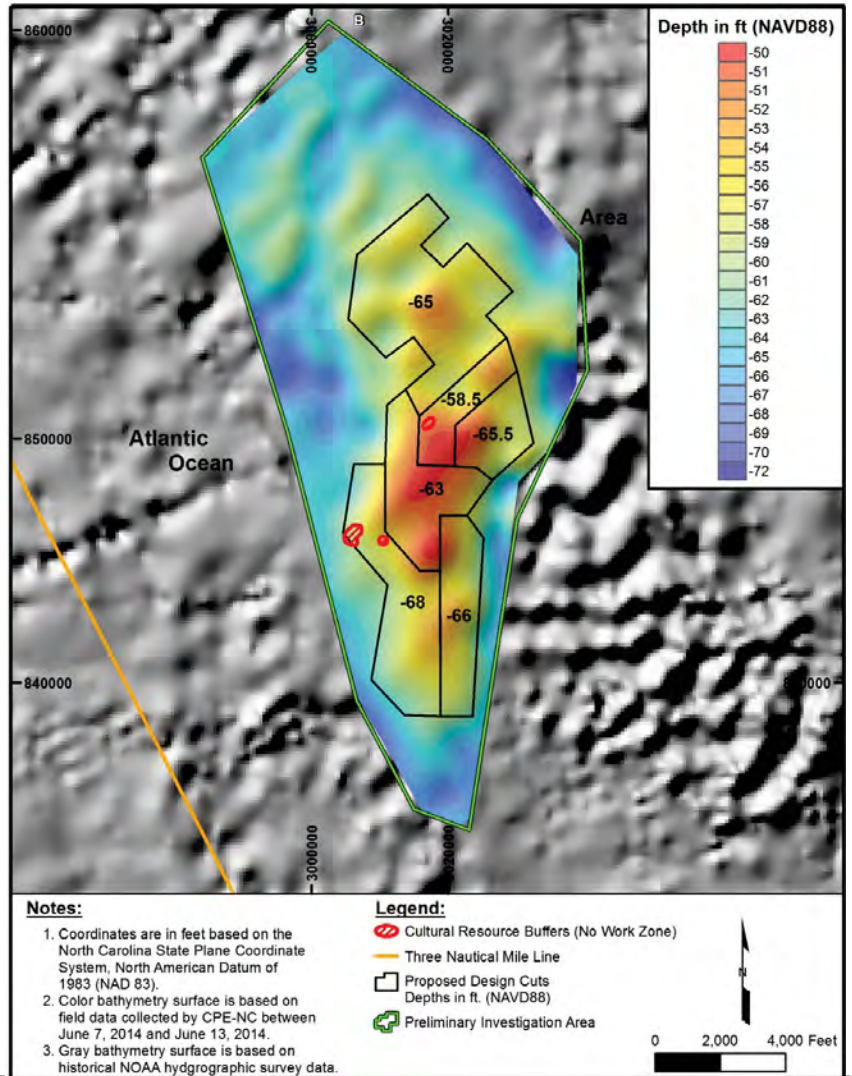 B
860000
3000000
3020000
Depth in ft (NAVD88)
-50
-51
-51
-52
-53
-54
-55
-56
-57
-58
-59
-60
-61
-62
-63
-64
-65
-66
-67
-68
-69
-70
-72
Area
-65
-58.5
-65.5
850000
Atlantic
Ocean
-63
-68
-66
840000
3000000
Notes:
1. Coordinates are in feet based on the
North Carolina State Plane Coordinate
System, North American Datum of
1983 (NAD 83).
2. Color bathymetry surface is based on
field data collected by CPE-NC between
June 7, 2014 and June 13, 2014.
3. Gray bathymetry surface is based on
historical NOAA hydgrographic survey data.
Legend:
Cultural Resource Buffers (No Work Zone)
Three Nautical Mile Line
Proposed Design Cuts
Depths in ft. (NAVD88)
Preliminary Investigation Area
N
0 2,000 4,000 Feet